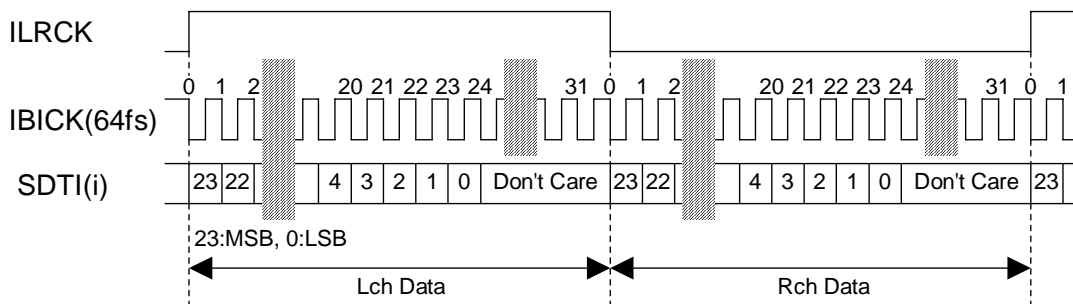 ILRCK
0 1 2 20 21 22 23 24 31 0 1 2 20 21 22 23 24 31 0 1
IBICK(64fs)
SDTI(i) 23 22 4 3 2 1 0 Don't Care 23 22 4 3 2 1 0 Don't Care 23
23:MSB, 0:LSB
Lch Data Rch Data